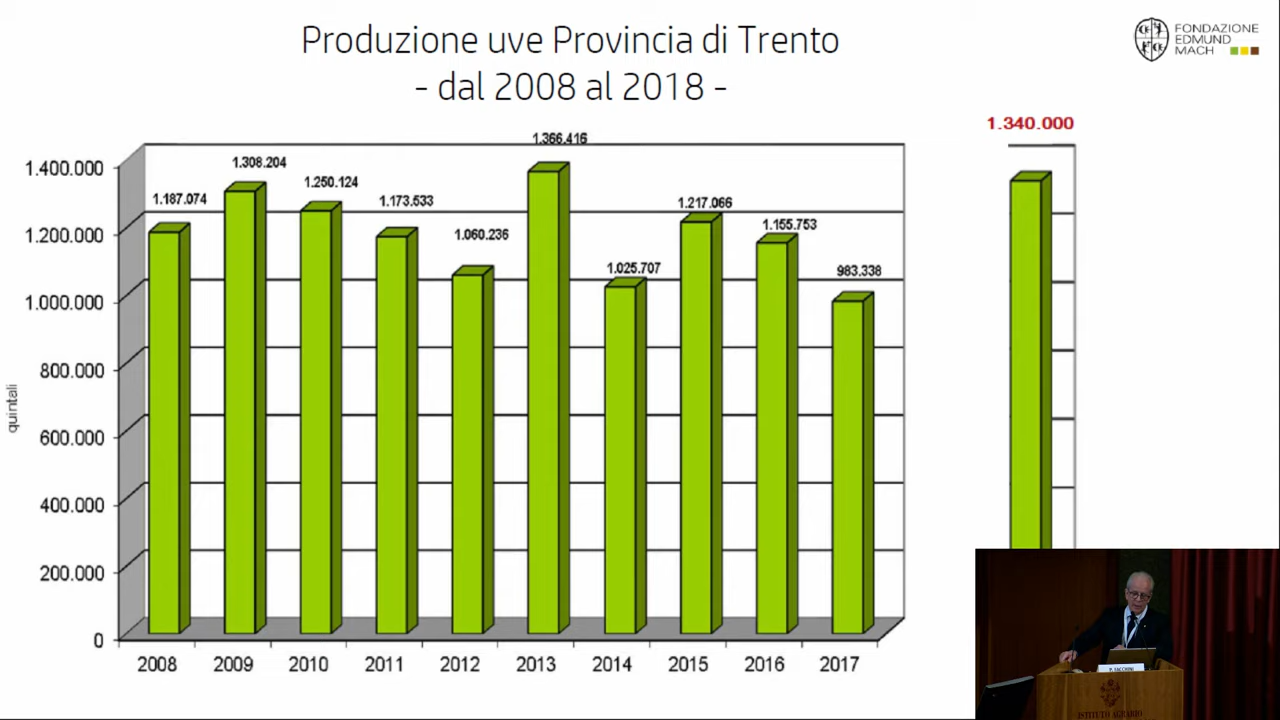 Produzione uve Provincia di Trento
- dal 2008 al 2018 -
FONDAZIONE
EDMUND
MACH
1.340.000
1.366.416
1.308.204
1.250.124
1.187.074
1.173.533
1.217.066
1.155.753
1.060.236
1.025.707
983.338
1.400.000
1.200.000
1.000.000
800.000
600.000
400.000
200.000
0
quintali
2008 2009 2010 2011 2012 2013 2014 2015 2016 2017
P. FACCHINI
ISTITUTO AGRARIO